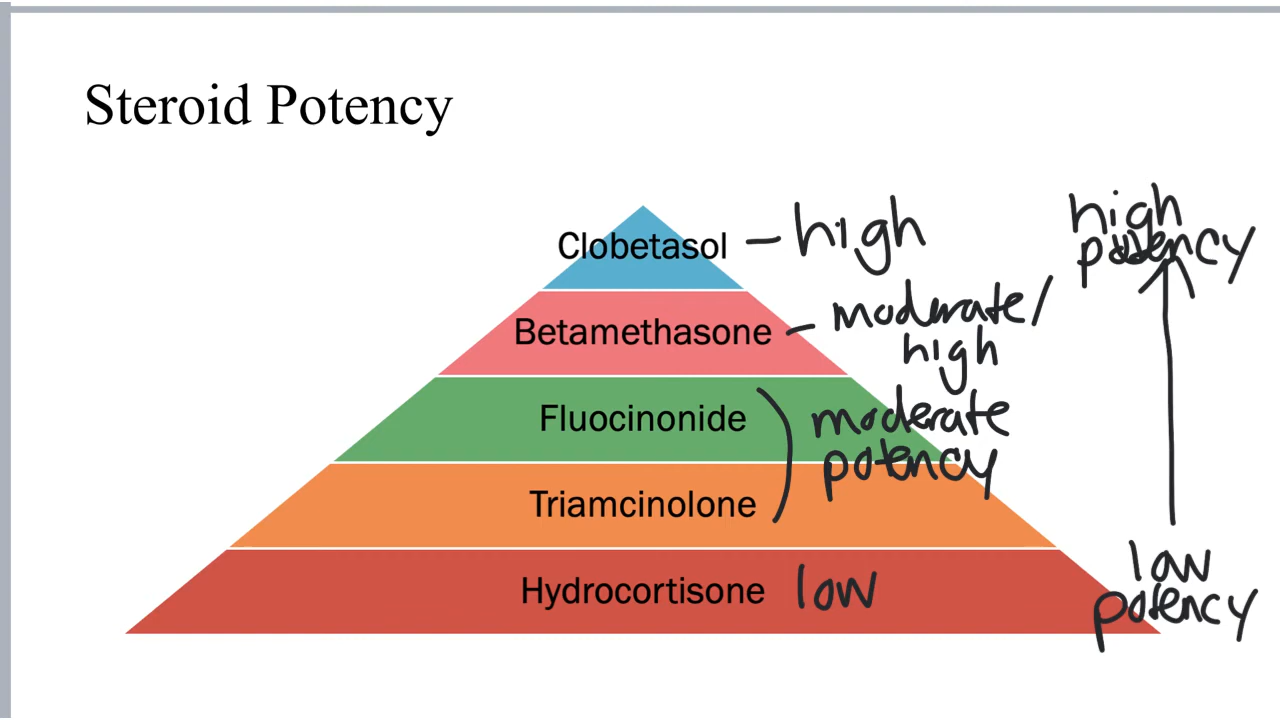 Steroid Potency
Clobetasol – high
high
potency
Betamethasone – moderate/
high
Fluocinonide
moderate
potency
Triamcinolone
Hydrocortisone low
low
potency